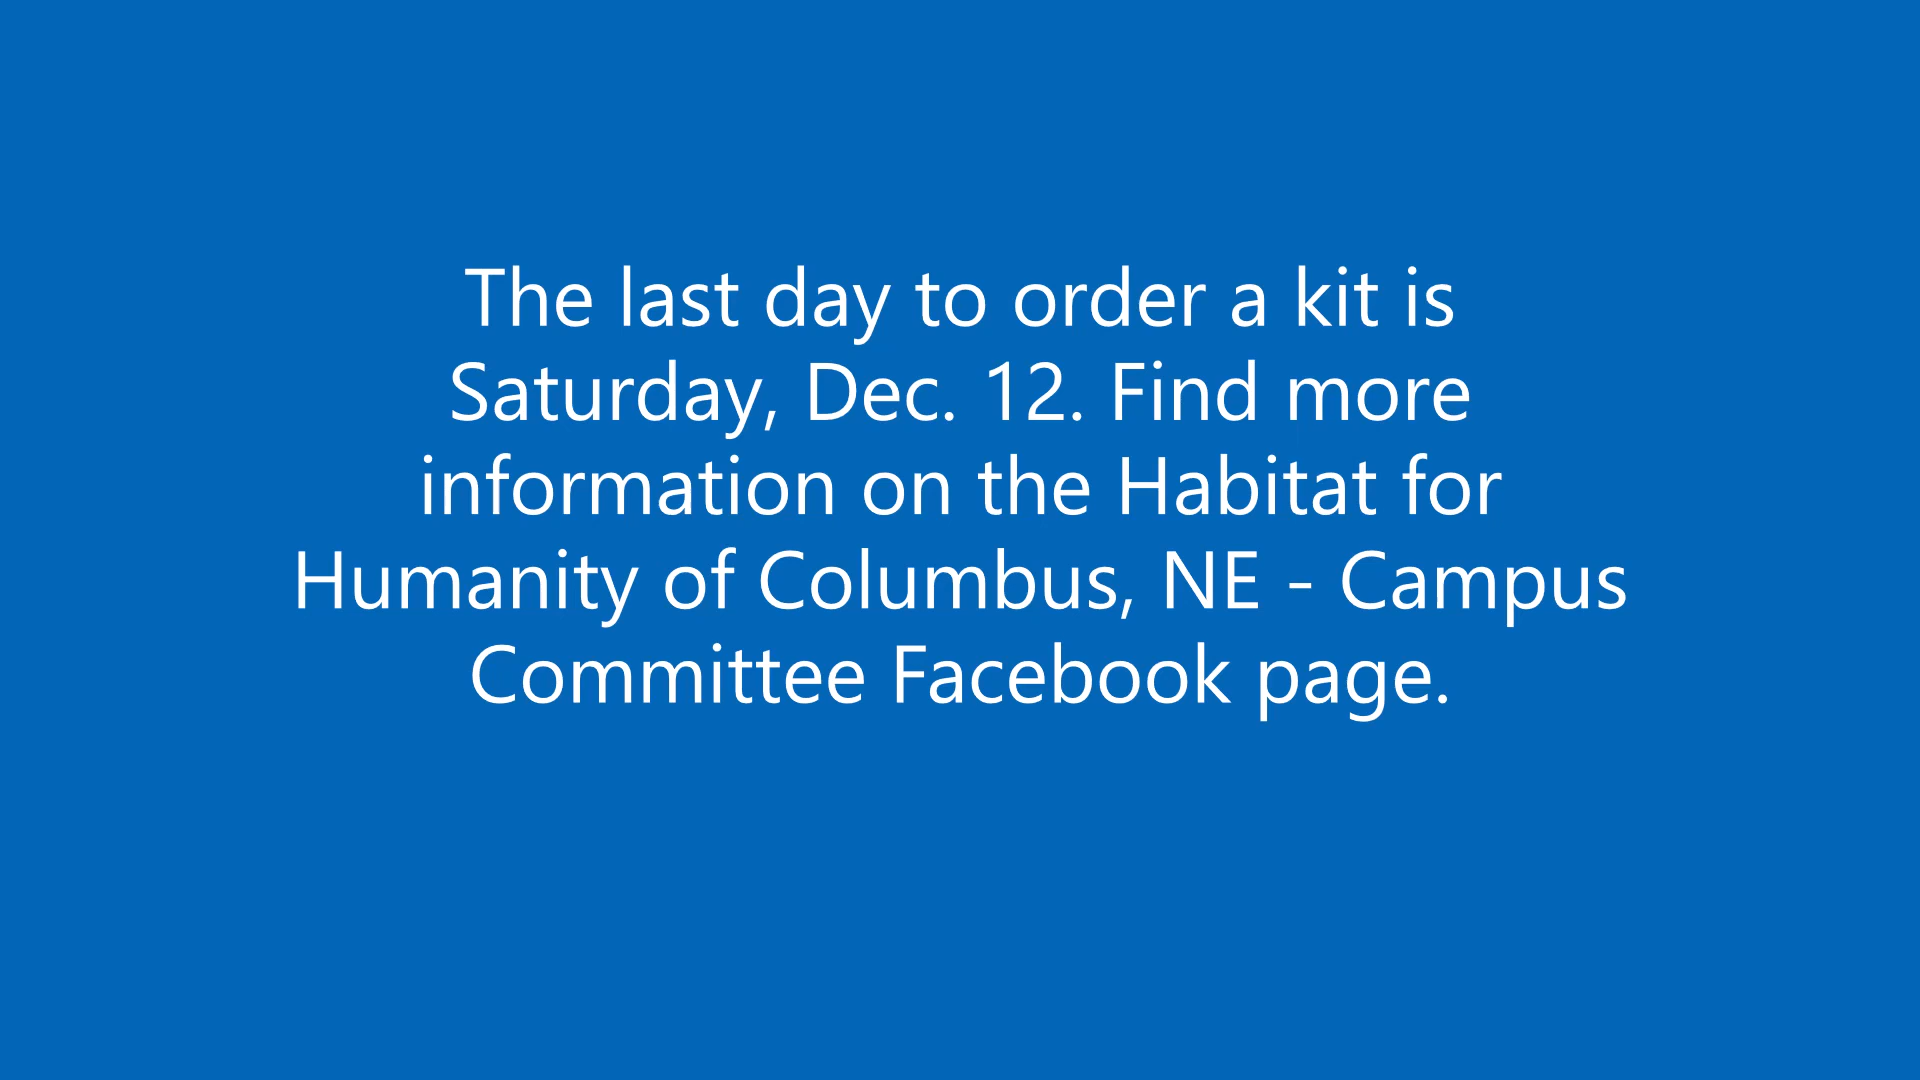 The last day to order a kit is
Saturday, Dec. 12. Find more
information on the Habitat for
Humanity of Columbus, NE - Campus
Committee Facebook page.